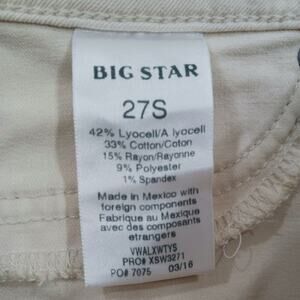 BIG STAR
27S
42% Lyocell/A lyocell
33% Cotton/Coton
15% Rayon/Rayonne
9% Polyester
1% Spandex
Made in Mexico with
foreign components
Fabrique au Mexique
avec des composants
etrangers
VWALXWTYS
PRO# XSW3271
PO# 7075 03/16